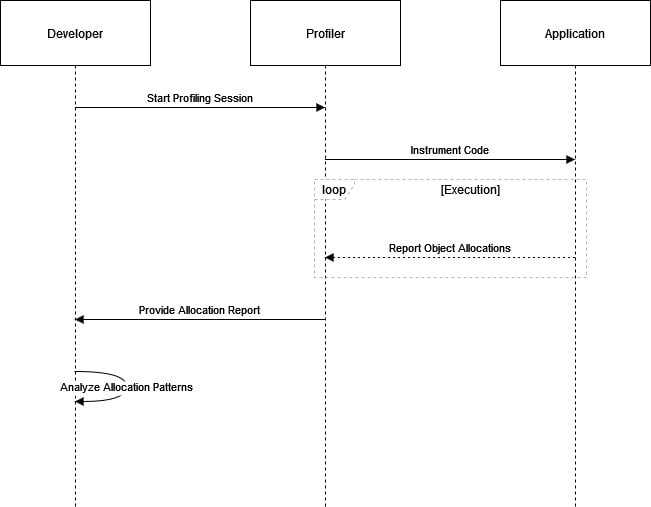 Developer
Profiler
Application
Start Profiling Session
Instrument Code
loop
[Execution]
Report Object Allocations
Provide Allocation Report
Analyze Allocation Patterns